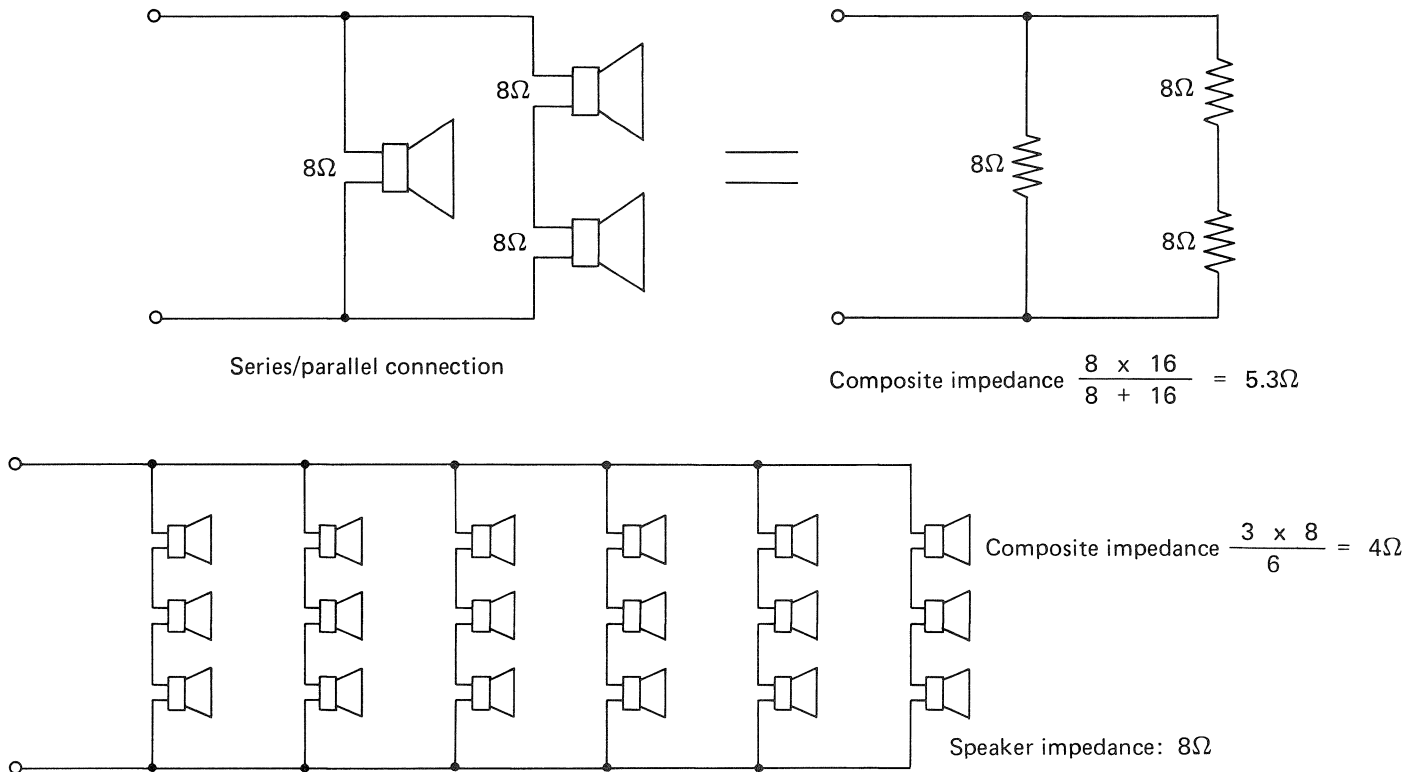 8Ω
8Ω
8Ω
Series/parallel connection
8Ω
8Ω
8Ω
Composite impedance 8 x 16 / 8 + 16 = 5.3Ω
Composite impedance 3 x 8 / 6 = 4Ω
Speaker impedance: 8Ω